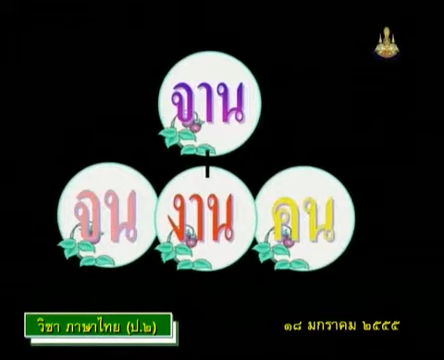 จาน
จน งาน คน
วิชา ภาษาไทย (ป.๒)
๑๘ มกราคม ๒๕๕๕